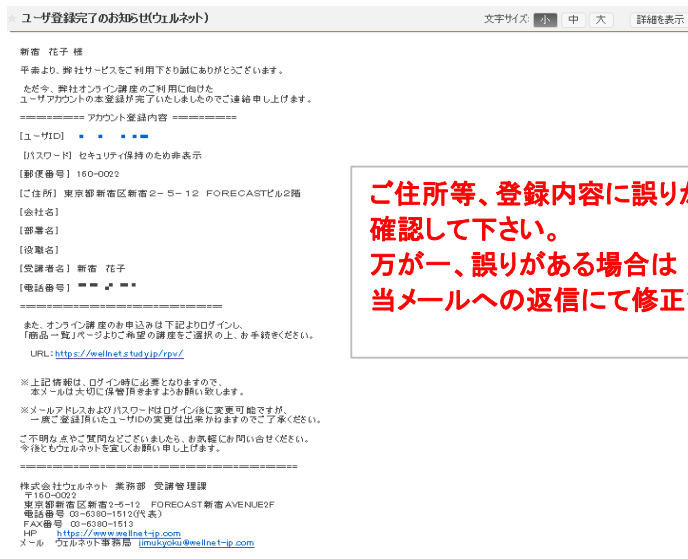 ユーザ登録完了のお知らせ(ウェルネット)
文字サイズ: 小 中 大 詳細を表示
新宿 花子 様
平素より、弊社サービスをご利用下さり誠にありがとございます。
ただ今、弊社オンライン講座のご利用に向けた
ユーザアカウントの本登録が完了いたしましたのでご連絡申し上げます。
=========== アカウント登録内容 ===========
[ユーザID]
[パスワード] セキュリティ保持のため非表示
[郵便番号] 160-0022
[ご住所] 東京都新宿区新宿2-5-12 FORECASTビル2階
[会社名]
[部署名]
[役職名]
[受講者名] 新宿 花子
[電話番号]
ご住所等、登録内容に誤りが
確認して下さい。
万が一、誤りがある場合は
当メールへの返信にて修正
また、オンライン講座のお申込みは下記よりログインし、
「商品一覧」ページよりご希望の講座をご選択の上、お手続きください。
URL:https://wellnet.study.jp/rpv/
※上記情報は、ログイン時に必要となりますので、
本メールは大切に保管頂きますようお願い致します。
※メールアドレスおよびパスワードはログイン後に変更可能ですが、
一度ご登録頂いたユーザIDの変更は出来かねますのでご了承ください。
ご不明な点やご質問などございましたら、お気軽にお問い合せください。
今後ともウェルネットを宜しくお願い申し上げます。
株式会社ウェルネット 業務部 受講管理課
〒160-0022
東京都新宿区新宿2-5-12 FORECAST新宿AVENUE2F
電話番号 03-6380-1512(代表)
FAX番号 03-6380-1513
HP https://www.wellnet-jp.com
メール ウェルネット事務局 jimukyoku@wellnet-jp.com